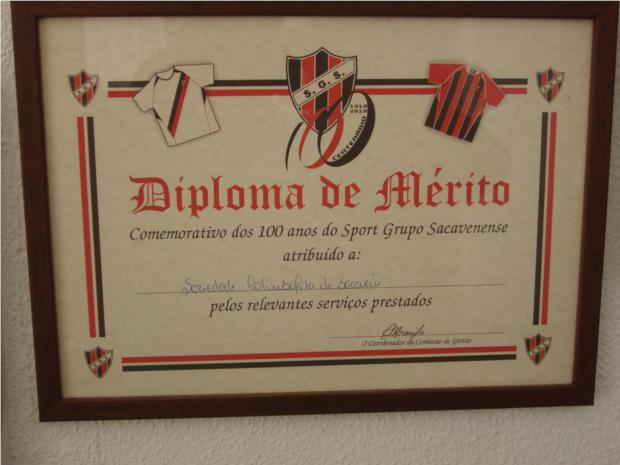 S.G.S.
1910
2010
CENTENÁRIO
Diploma de Mérito
Comemorativo dos 100 anos do Sport Grupo Sacavenense
atribuído a:
Sociedade Columbófila de Sacavém
pelos relevantes serviços prestados
O Coordenador da Comissão de Gestão